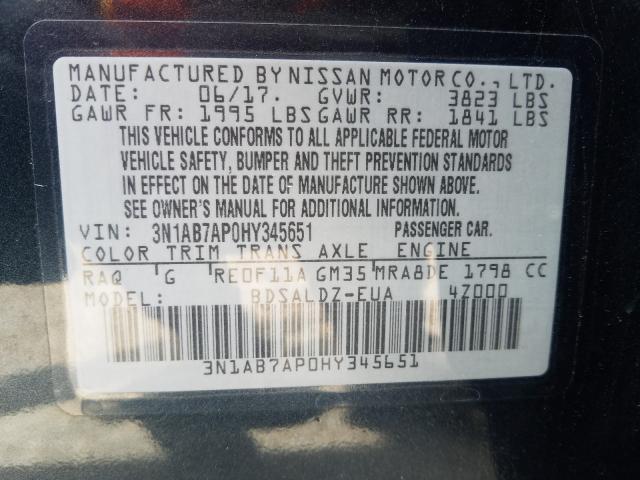 MANUFACTURED BY NISSAN MOTOR CO., LTD.
DATE: 06/17. GVWR: 3823 LBS
GAWR FR: 1995 LBS GAWR RR: 1841 LBS
THIS VEHICLE CONFORMS TO ALL APPLICABLE FEDERAL MOTOR
VEHICLE SAFETY, BUMPER AND THEFT PREVENTION STANDARDS
IN EFFECT ON THE DATE OF MANUFACTURE SHOWN ABOVE.
SEE OWNER'S MANUAL FOR ADDITIONAL INFORMATION.
VIN: 3N1AB7AP0HY345651 PASSENGER CAR.
COLOR TRIM TRANS AXLE ENGINE
RAQ G RE0F11A GM35 MRA8DE 1798 CC
MODEL: BDSALDZ-EUA 4Z000
3N1AB7AP0HY345651